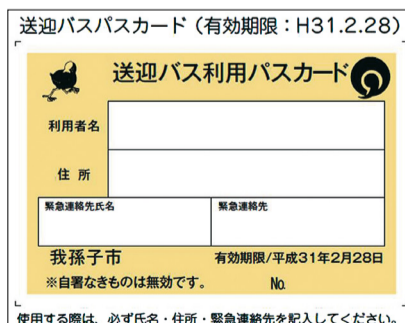 送迎バスパスカード（有効期限：H31.2.28）
送迎バス利用パスカード
利用者名
住 所
緊急連絡先氏名 緊急連絡先
我孫子市 有効期限/平成31年2月28日
※自署なきものは無効です。 No.
使用する際は、必ず氏名・住所・緊急連絡先を記入してください。